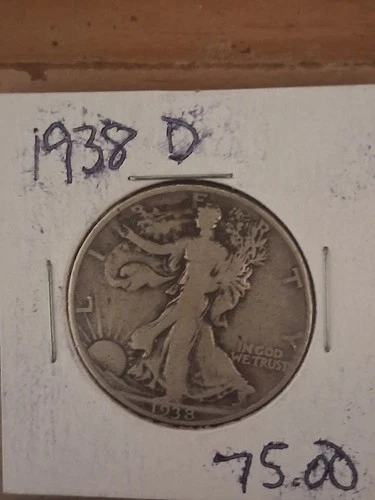 1938 D
LIBERTY
IN GOD
WE TRUST
1938
75.00